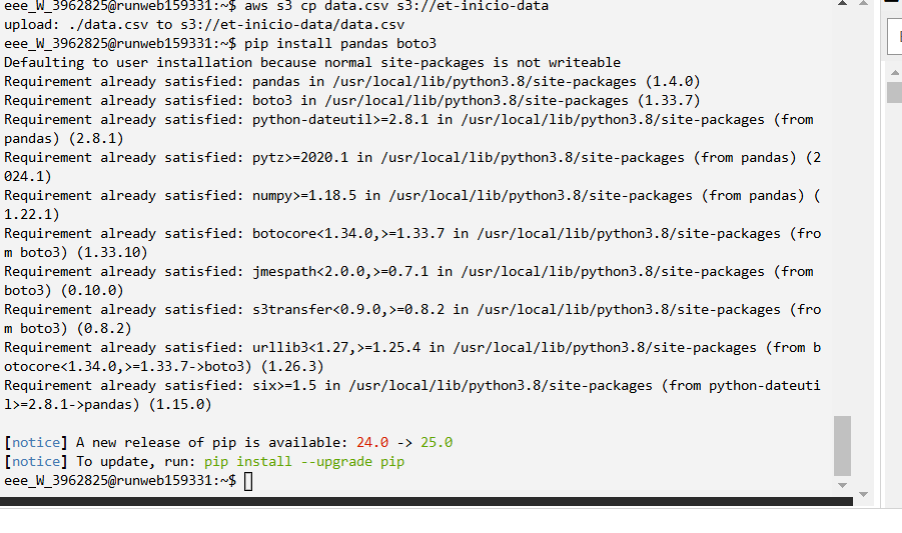 eee_W_3962825@runweb159331:~$ aws s3 cp data.csv s3://et-inicio-data
upload: ./data.csv to s3://et-inicio-data/data.csv
eee_W_3962825@runweb159331:~$ pip install pandas boto3
Defaulting to user installation because normal site-packages is not writeable
Requirement already satisfied: pandas in /usr/local/lib/python3.8/site-packages (1.4.0)
Requirement already satisfied: boto3 in /usr/local/lib/python3.8/site-packages (1.33.7)
Requirement already satisfied: python-dateutil>=2.8.1 in /usr/local/lib/python3.8/site-packages (from
pandas) (2.8.1)
Requirement already satisfied: pytz>=2020.1 in /usr/local/lib/python3.8/site-packages (from pandas) (2
024.1)
Requirement already satisfied: numpy>=1.18.5 in /usr/local/lib/python3.8/site-packages (from pandas) (
1.22.1)
Requirement already satisfied: botocore<1.34.0,>=1.33.7 in /usr/local/lib/python3.8/site-packages (fro
m boto3) (1.33.10)
Requirement already satisfied: jmespath<2.0.0,>=0.7.1 in /usr/local/lib/python3.8/site-packages (from
boto3) (0.10.0)
Requirement already satisfied: s3transfer<0.9.0,>=0.8.2 in /usr/local/lib/python3.8/site-packages (fro
m boto3) (0.8.2)
Requirement already satisfied: urllib3<1.27,>=1.25.4 in /usr/local/lib/python3.8/site-packages (from b
otocore<1.34.0,>=1.33.7->boto3) (1.26.3)
Requirement already satisfied: six>=1.5 in /usr/local/lib/python3.8/site-packages (from python-dateuti
l>=2.8.1->pandas) (1.15.0)
[notice] A new release of pip is available: 24.0 -> 25.0
[notice] To update, run: pip install --upgrade pip
eee_W_3962825@runweb159331:~$